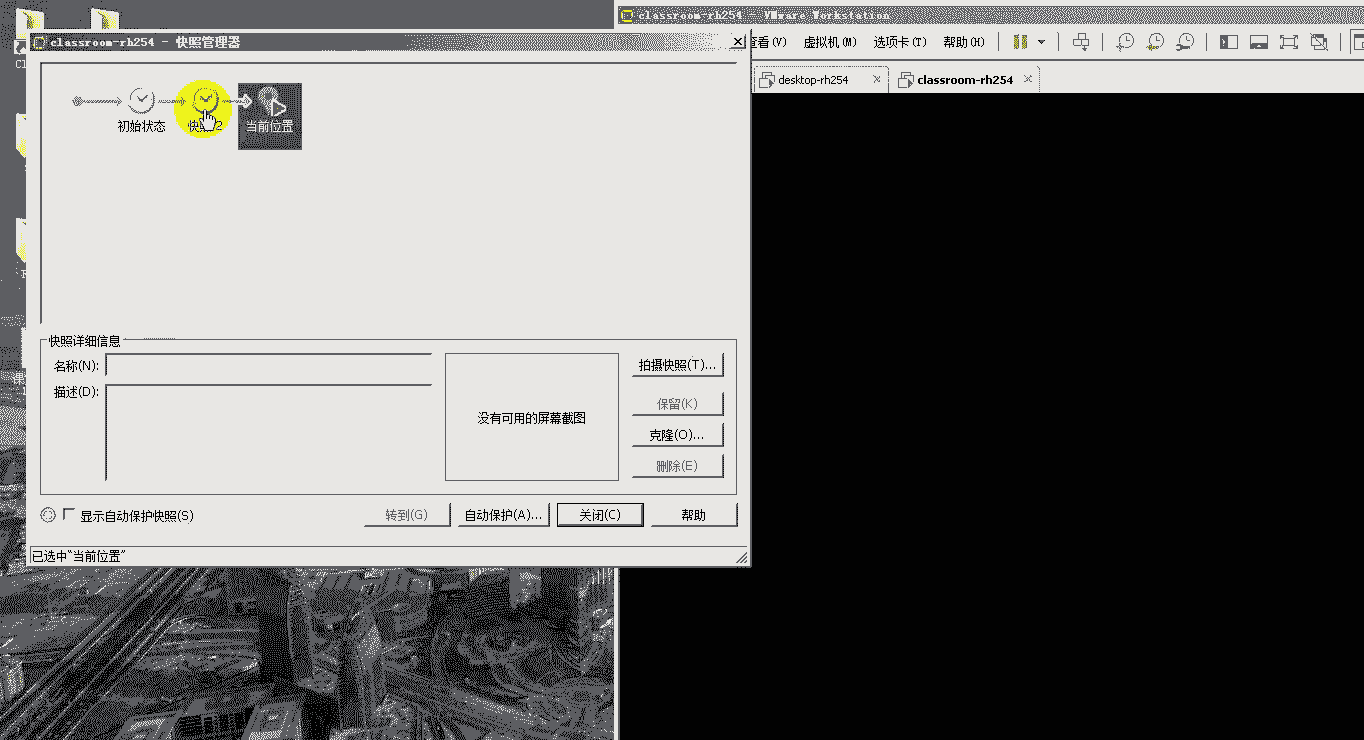 classroom-rh254 - VMware Workstation
classroom-rh254 - 快照管理器
查看(V) 虚拟机(M) 选项卡(T) 帮助(H)
desktop-rh254
classroom-rh254
初始状态 快照 2 当前位置
快照详细信息
名称(N):
描述(D):
没有可用的屏幕截图
拍摄快照(T)...
保留(K)
克隆(O)...
删除(E)
显示自动保护快照(S)
转到(G) 自动保护(A)... 关闭(C) 帮助
已选中"当前位置"